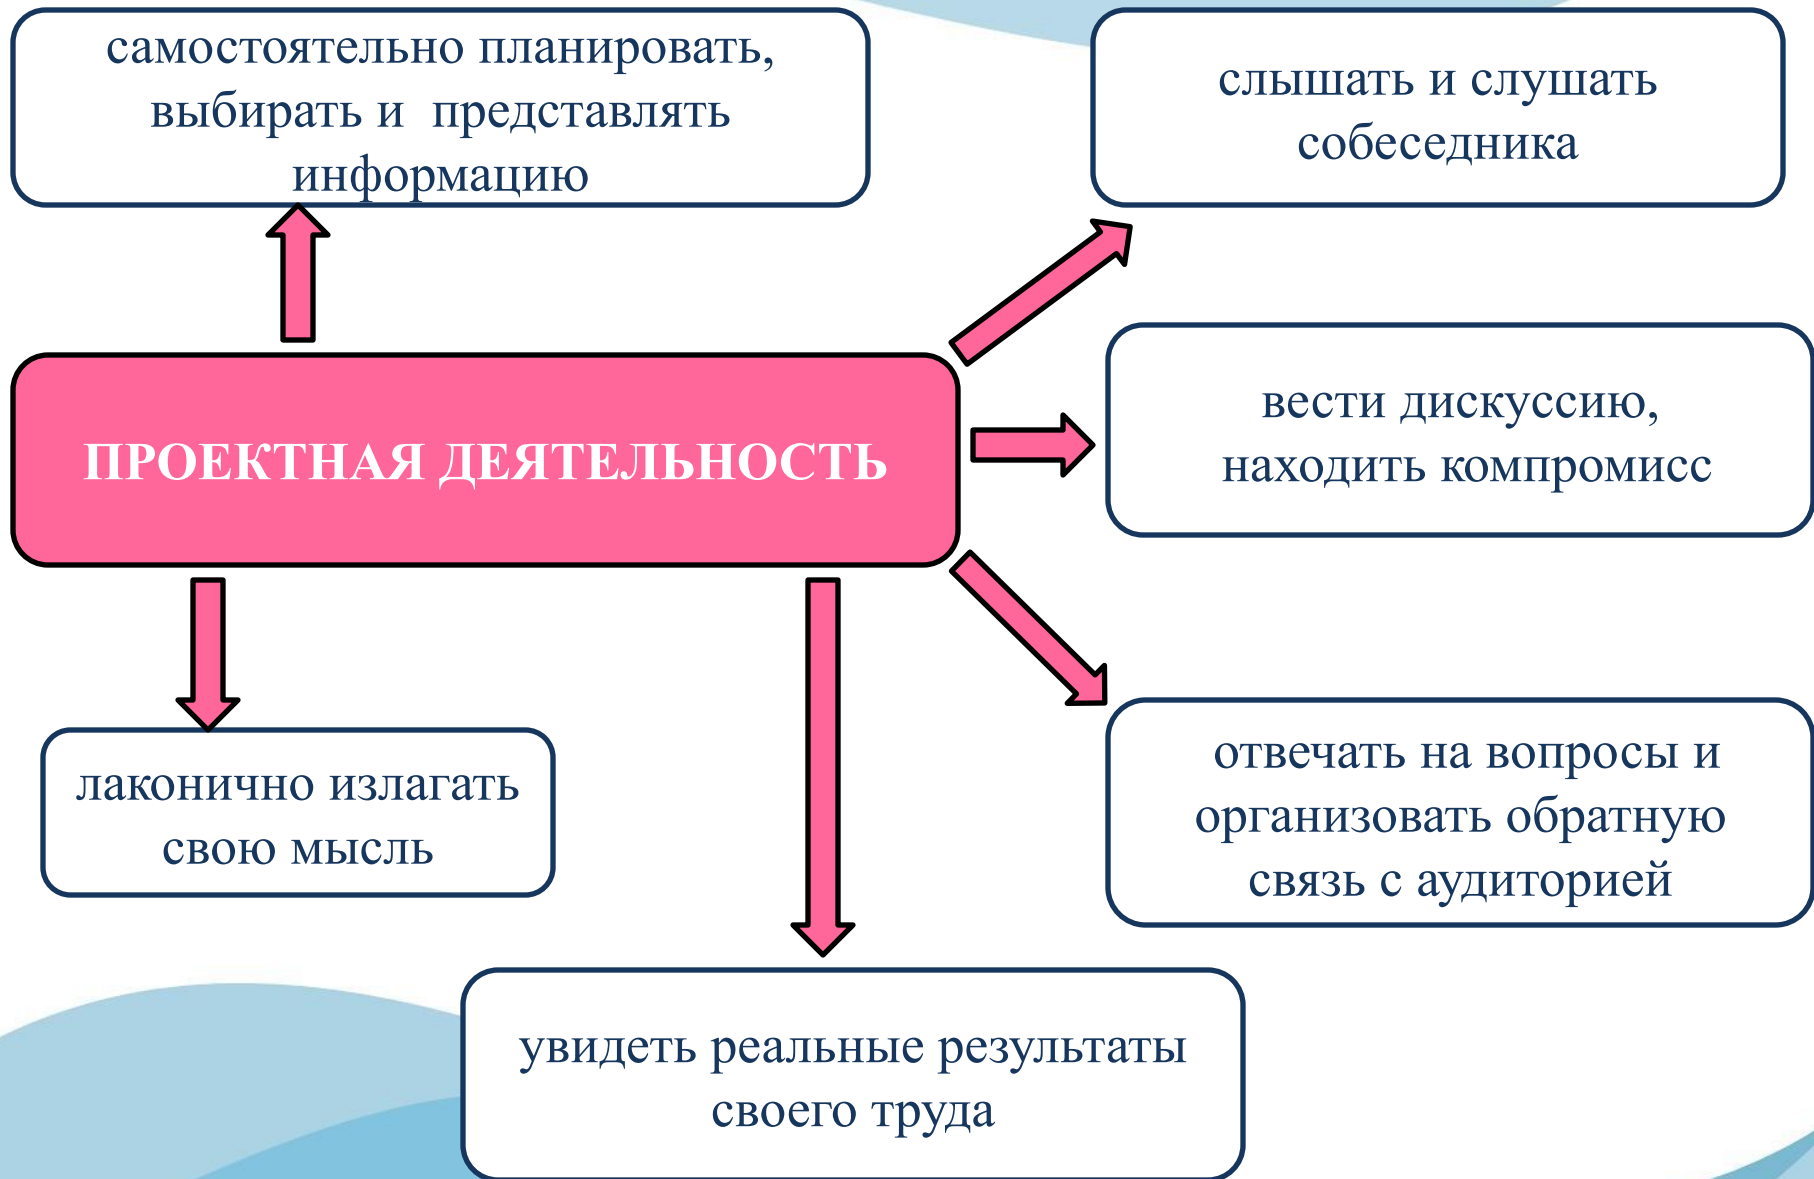 самостоятельно планировать,
выбирать и представлять
информацию
слышать и слушать
собеседника
ПРОЕКТНАЯ ДЕЯТЕЛЬНОСТЬ
вести дискуссию,
находить компромисс
лаконично излагать
свою мысль
отвечать на вопросы и
организовать обратную
связь с аудиторией
увидеть реальные результаты
своего труда